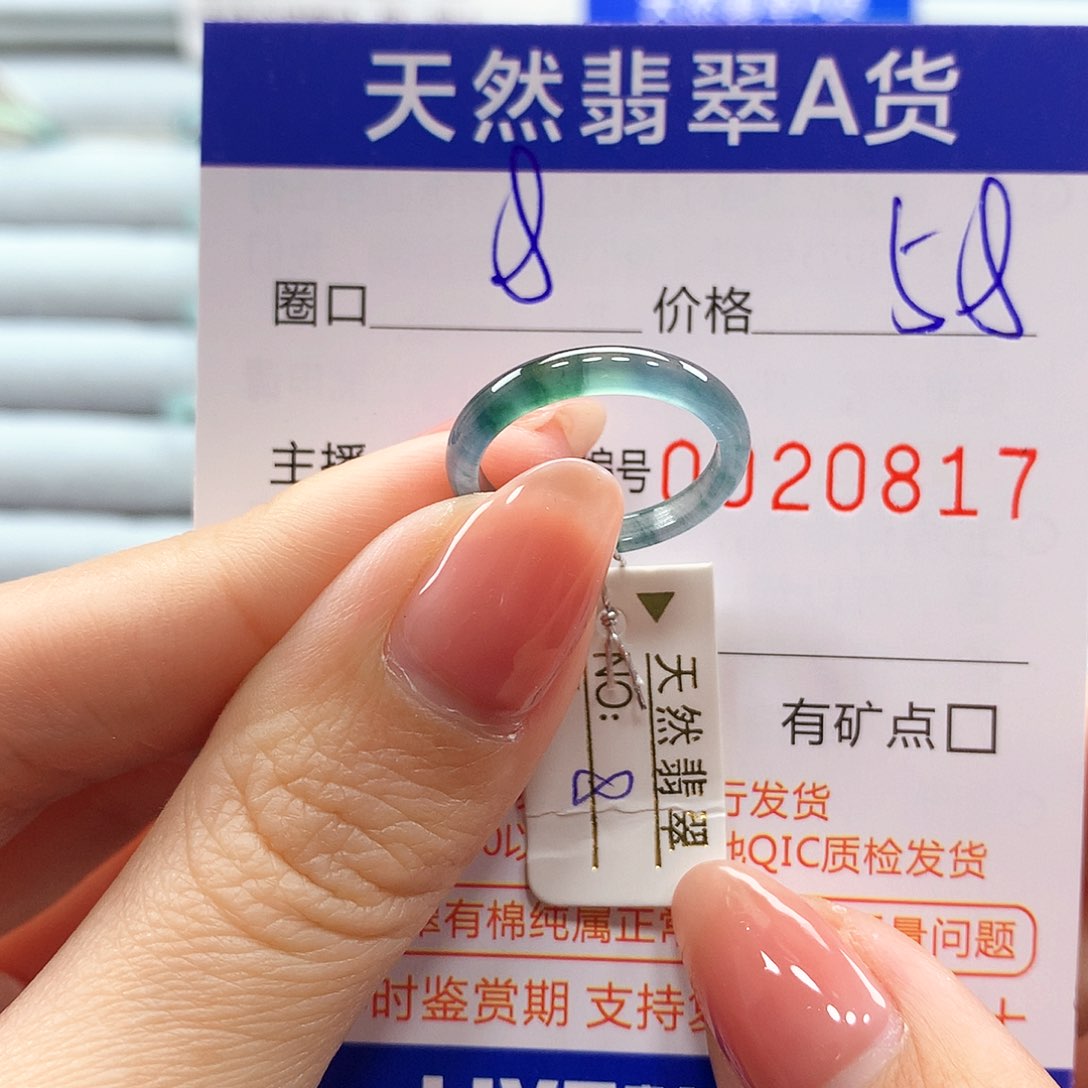 天然翡翠A货
圈口 8 价格 58
主播 编号 0020817
天然翡翠
NO:
8
有矿点□
行发货
QIC质检发货
有棉纯属正常
量问题
时鉴赏期 支持